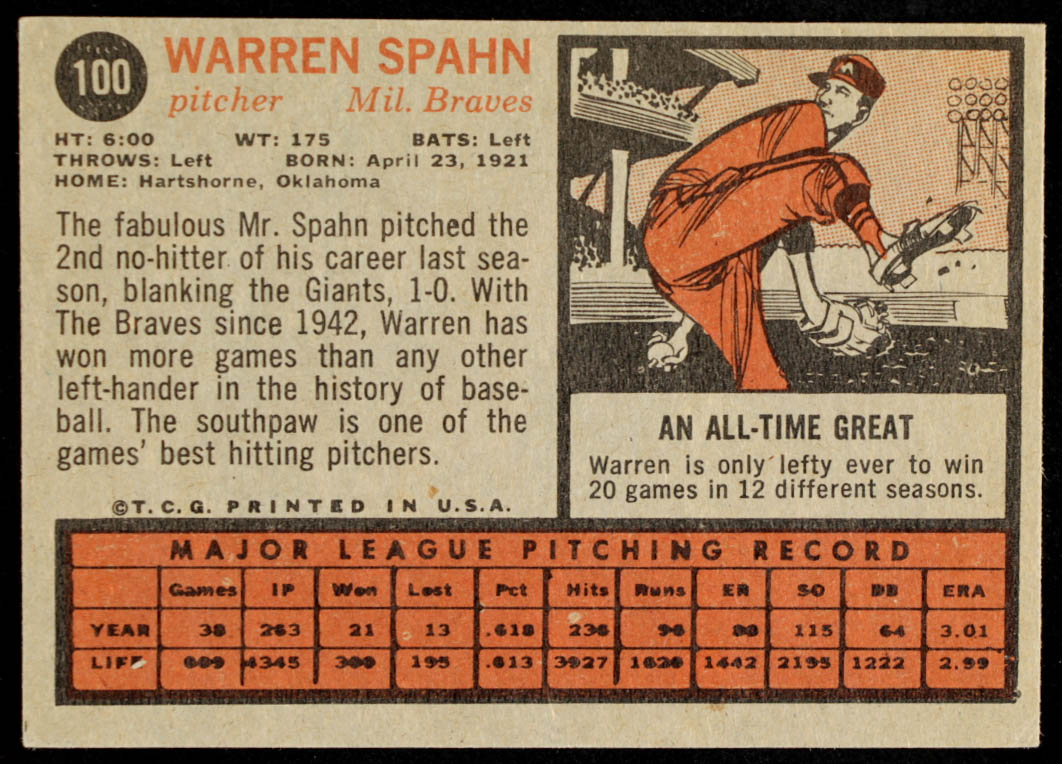 100
WARREN SPAHN
pitcher Mil. Braves
HT: 6:00 WT: 175 BATS: Left
THROWS: Left BORN: April 23, 1921
HOME: Hartshorne, Oklahoma
The fabulous Mr. Spahn pitched the
2nd no-hitter of his career last sea-
son, blanking the Giants, 1-0. With
The Braves since 1942, Warren has
won more games than any other
left-hander in the history of base-
ball. The southpaw is one of the
games' best hitting pitchers.
©T.C.G. PRINTED IN U.S.A.
A
AN ALL-TIME GREAT
Warren is only lefty ever to win
20 games in 12 different seasons.
MAJOR LEAGUE PITCHING RECORD
Games IP Won Lost Pct Hits Runs ER SO BB ERA
YEAR 38 263 21 13 .618 236 115 64 3.01
LIFE 4345 309 195 .613 3927 1442 2195 1222 2.99